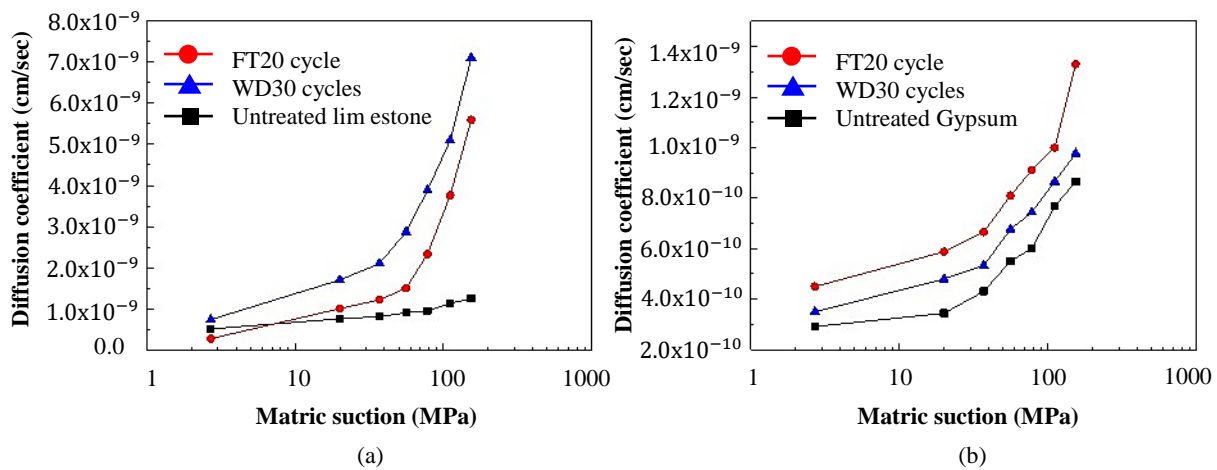 8.0x10⁻⁹
7.0x10⁻⁹
6.0x10⁻⁹
5.0x10⁻⁹
4.0x10⁻⁹
3.0x10⁻⁹
2.0x10⁻⁹
1.0x10⁻⁹
0.0
Diffusion coefficient (cm/sec)
FT20 cycle
WD30 cycles
Untreated lim estone
1 10 100 1000
Matric suction (MPa)
(a)
1.4x10⁻⁹
1.2x10⁻⁹
1.0x10⁻⁹
8.0x10⁻¹⁰
6.0x10⁻¹⁰
4.0x10⁻¹⁰
2.0x10⁻¹⁰
Diffusion coefficient (cm/sec)
FT20 cycle
WD30 cycles
Untreated Gypsum
1 10 100 1000
Matric suction (MPa)
(b)